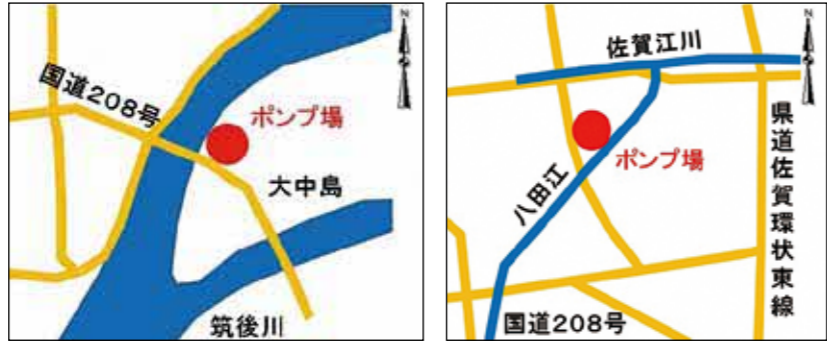 N
国道208号
ポンプ場
大中島
筑後川
N
佐賀江川
県道佐賀環状東線
ポンプ場
八田江
国道208号